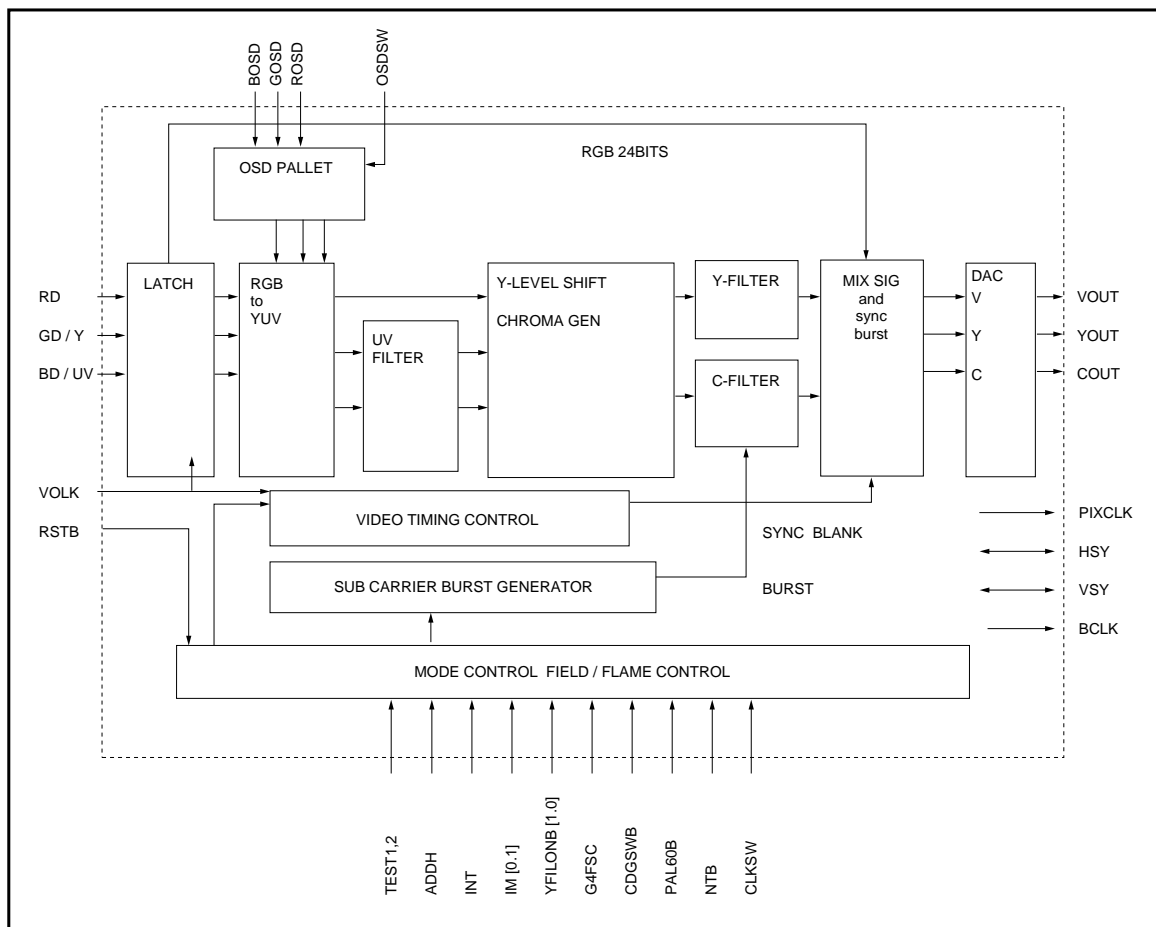 BOSD
GOSD
ROSD
OSDSW
OSD PALLET
RGB 24BITS
RD
GD / Y
BD / UV
VOLK
RSTB
LATCH
RGB
to
YUV
UV
FILTER
Y-LEVEL SHIFT
CHROMA GEN
Y-FILTER
C-FILTER
MIX SIG
and
sync
burst
DAC
V
Y
C
VOUT
YOUT
COUT
VIDEO TIMING CONTROL
SYNC BLANK
SUB CARRIER BURST GENERATOR
BURST
PIXCLK
HSY
VSY
BCLK
MODE CONTROL FIELD / FLAME CONTROL
TEST1,2
ADDH
INT
IM [0.1]
YFILONB [1.0]
G4FSC
CDGSWB
PAL60B
NTB
CLKSW